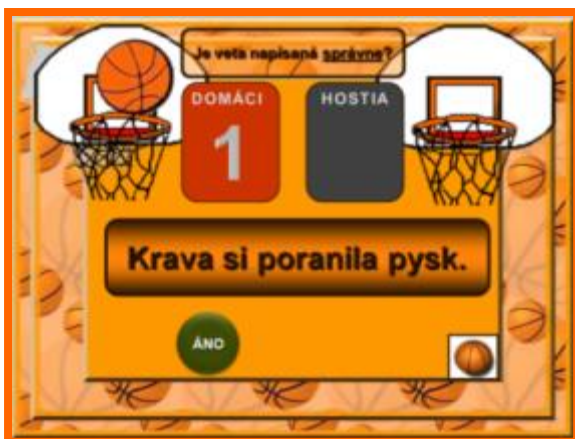 Je veta napísaná správne?
DOMÁCI
HOSTIA
1
Krava si poranila pysk.
ÁNO